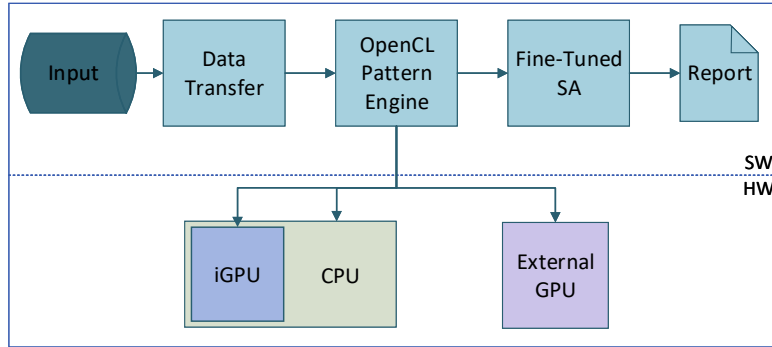 Input
Data
Transfer
OpenCL
Pattern
Engine
Fine-Tuned
SA
Report
SW
HW
iGPU
CPU
External
GPU